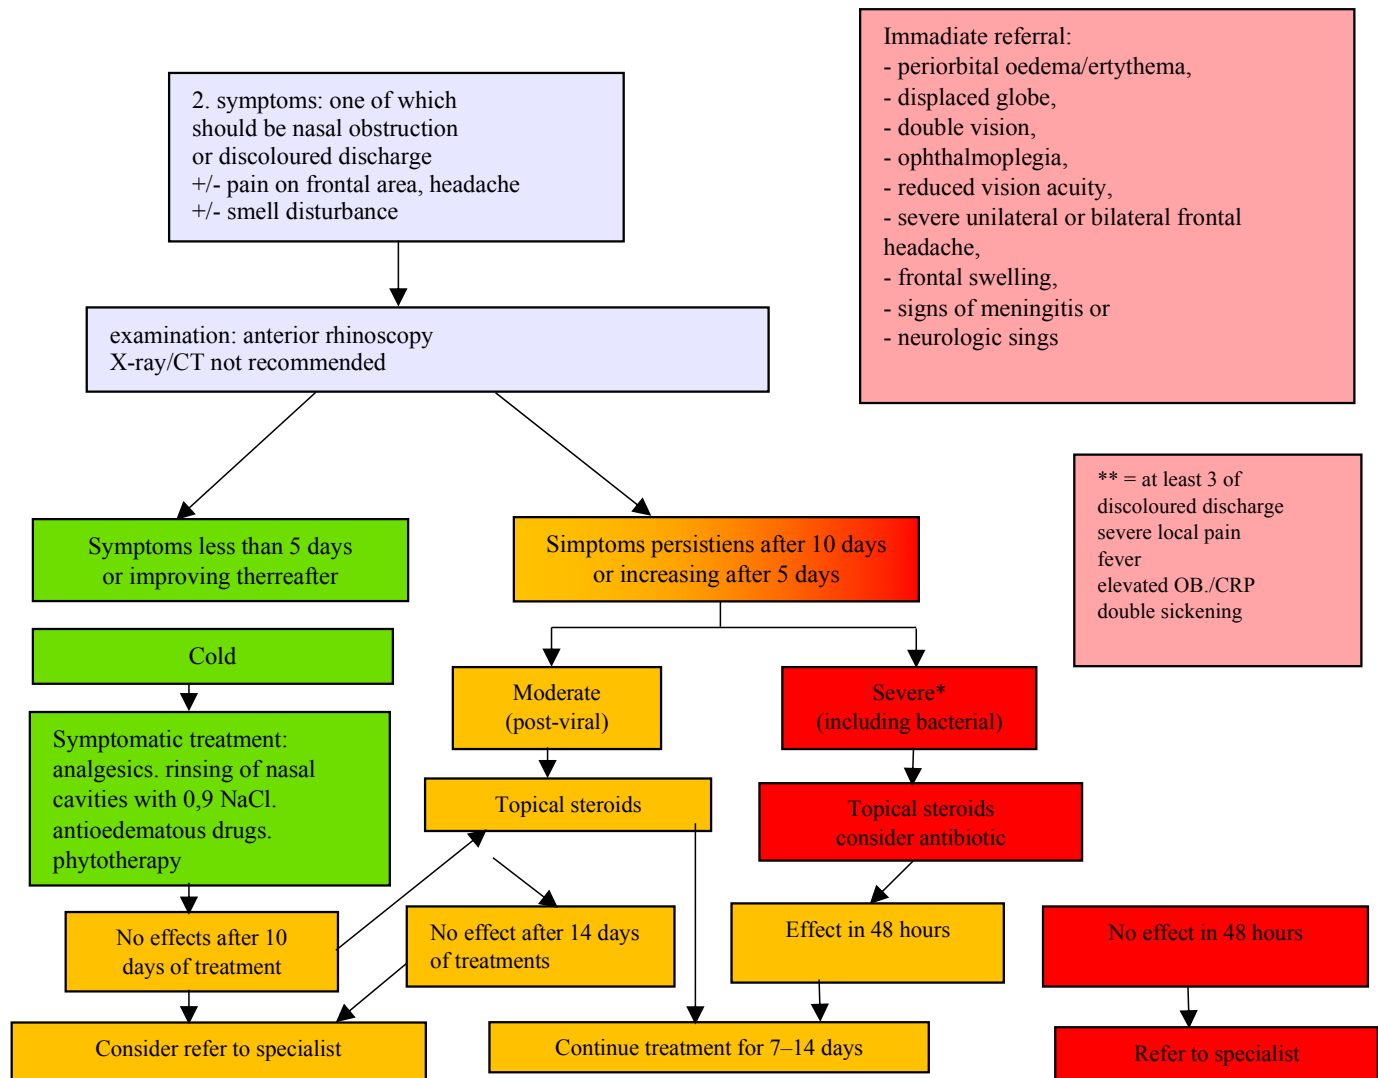 Immadiate referral:
- periorbital oedema/ertythema,
- displaced globe,
- double vision,
- ophthalmoplegia,
- reduced vision acuity,
- severe unilateral or bilateral frontal
headache,
- frontal swelling,
- signs of meningitis or
- neurologic sings
2. symptoms: one of which
should be nasal obstruction
or discoloured discharge
+/- pain on frontal area, headache
+/- smell disturbance
examination: anterior rhinoscopy
X-ray/CT not recommended
** = at least 3 of
discoloured discharge
severe local pain
fever
elevated OB./CRP
double sickening
Symptoms less than 5 days
or improving therreafter
Simptoms persistiens after 10 days
or increasing after 5 days
Cold
Moderate
(post-viral)
Severe*
(including bacterial)
Symptomatic treatment:
analgesics. rinsing of nasal
cavities with 0,9 NaCl.
antioedematous drugs.
phytotherapy
Topical steroids
Topical steroids
consider antibiotic
No effects after 10
days of treatment
No effect after 14 days
of treatments
Effect in 48 hours
No effect in 48 hours
Consider refer to specialist
Continue treatment for 7–14 days
Refer to specialist